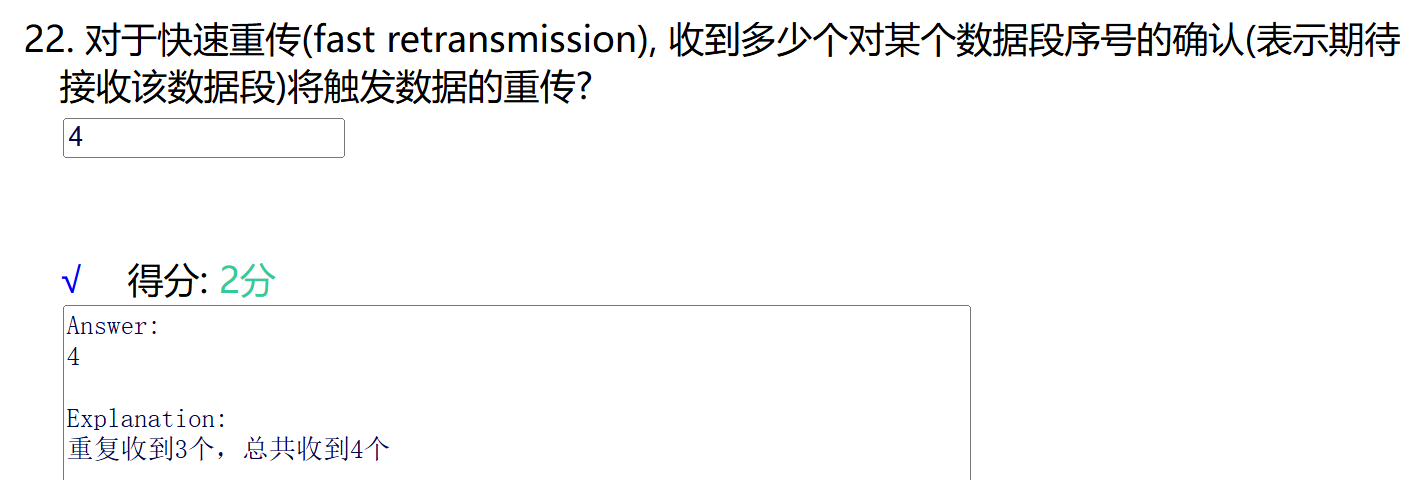 22. 对于快速重传(fast retransmission), 收到多少个对某个数据段序号的确认(表示期待
接收该数据段)将触发数据的重传?
4
√ 得分: 2分
Answer:
4
Explanation:
重复收到3个，总共收到4个